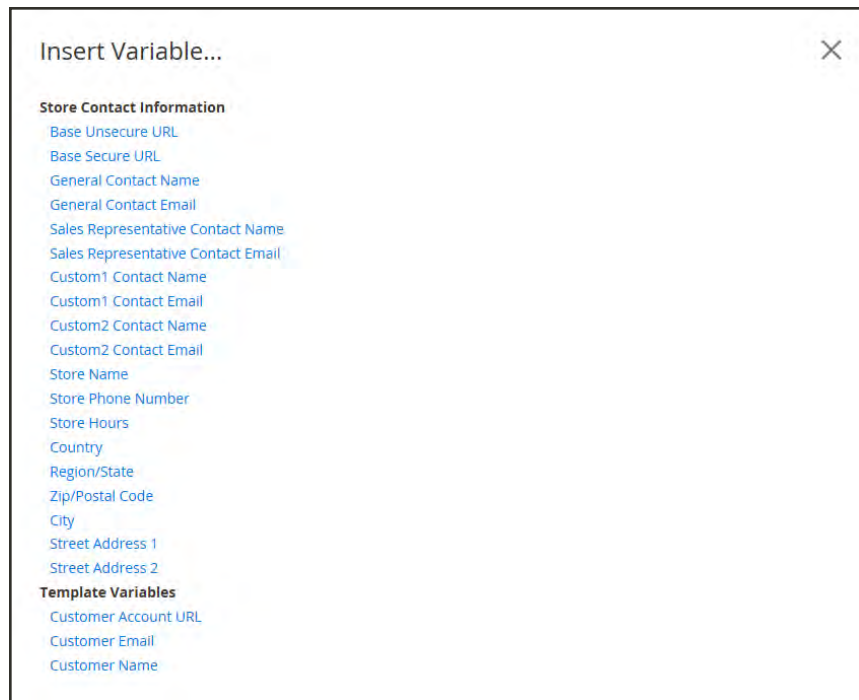 Insert Variable...
Store Contact Information
Base Unsecure URL
Base Secure URL
General Contact Name
General Contact Email
Sales Representative Contact Name
Sales Representative Contact Email
Custom1 Contact Name
Custom1 Contact Email
Custom2 Contact Name
Custom2 Contact Email
Store Name
Store Phone Number
Store Hours
Country
Region/State
Zip/Postal Code
City
Street Address 1
Street Address 2
Template Variables
Customer Account URL
Customer Email
Customer Name